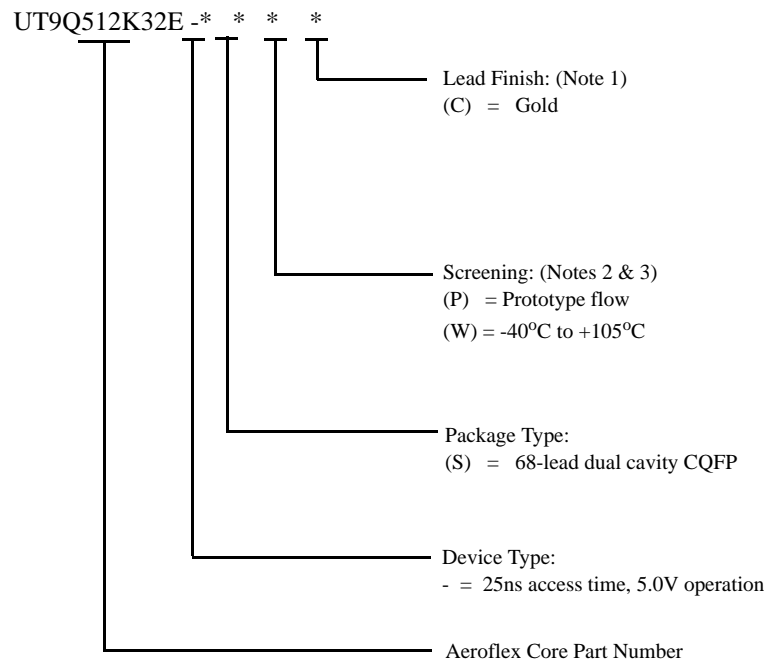 UT9Q512K32E -* * * *
Lead Finish: (Note 1)
(C) = Gold
Screening: (Notes 2 & 3)
(P) = Prototype flow
(W) = -40°C to +105°C
Package Type:
(S) = 68-lead dual cavity CQFP
Device Type:
- = 25ns access time, 5.0V operation
Aeroflex Core Part Number